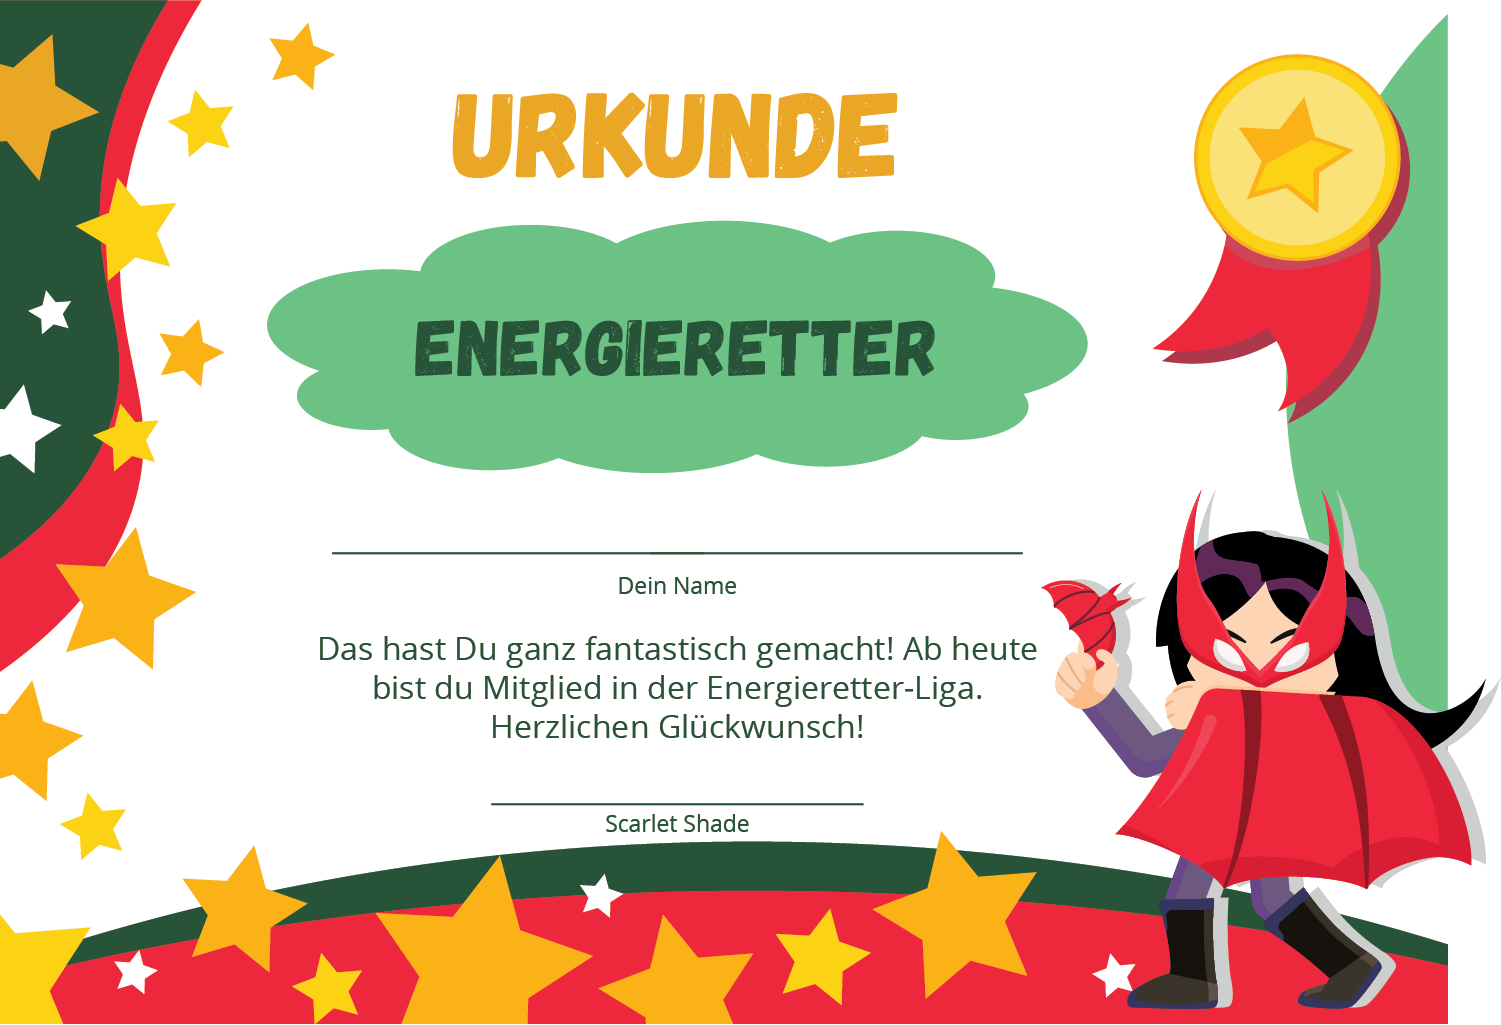 URKUNDE
ENERGIERETTER
Dein Name
Das hast Du ganz fantastisch gemacht! Ab heute
bist du Mitglied in der Energieretter-Liga.
Herzlichen Glückwunsch!
Scarlet Shade